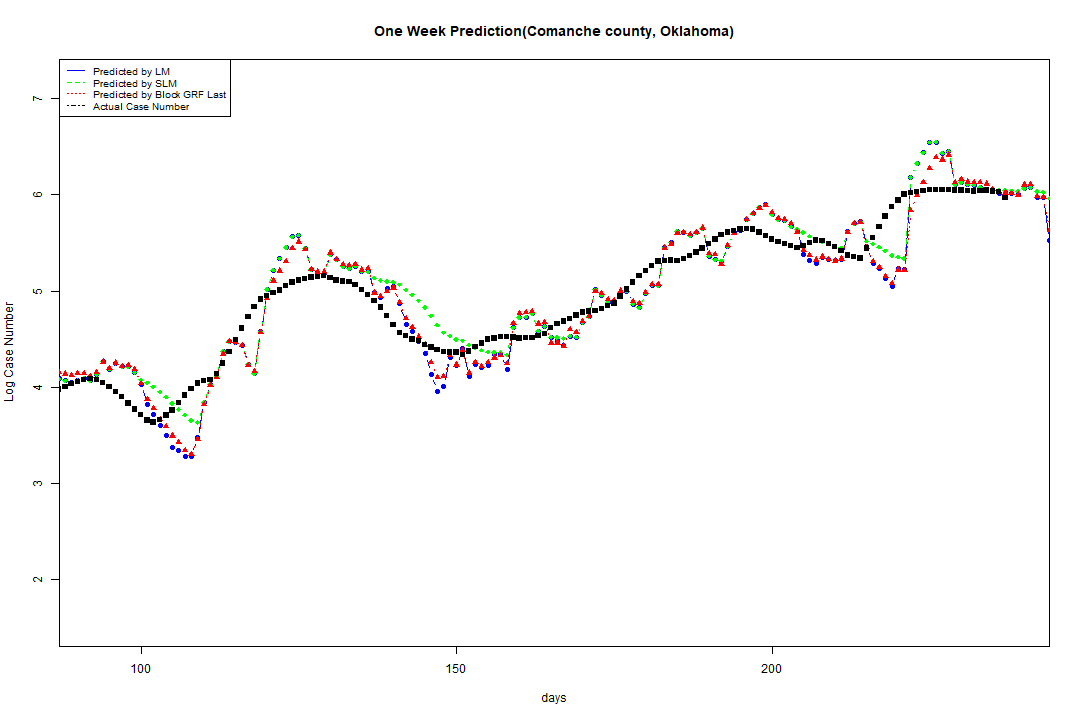 One Week Prediction(Comanche county, Oklahoma)
Predicted by LM
Predicted by SLM
Predicted by Block GRF Last
Actual Case Number
7
6
5
4
3
2
Log Case Number
100 150 200
days